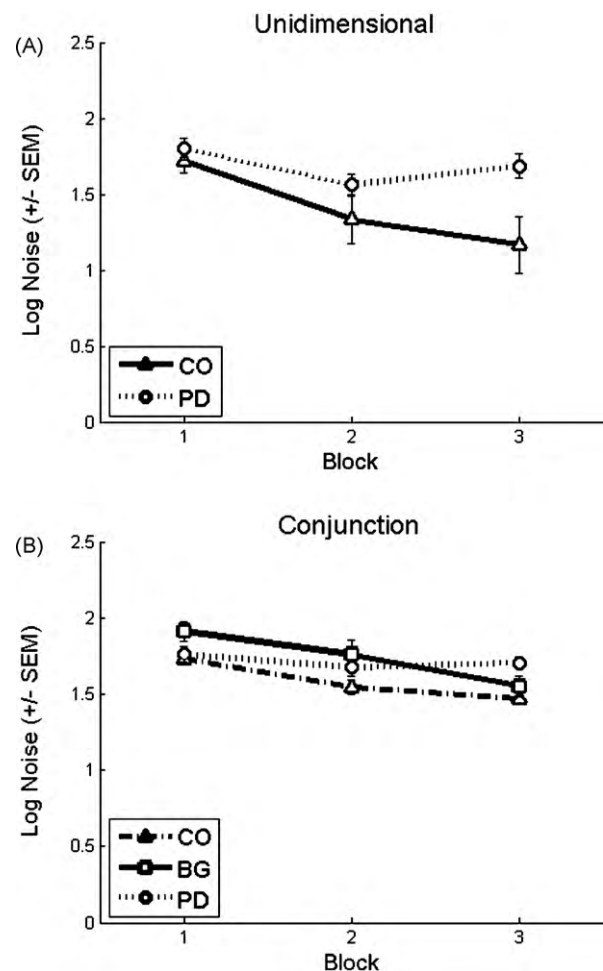 Unidimensional
(A)
2.5
2
1.5
1
0.5
0
Log Noise (+/- SEM)
CO
PD
1 2 3
Block
Conjunction
(B)
2.5
2
1.5
1
0.5
0
Log Noise (+/- SEM)
CO
BG
PD
1 2 3
Block